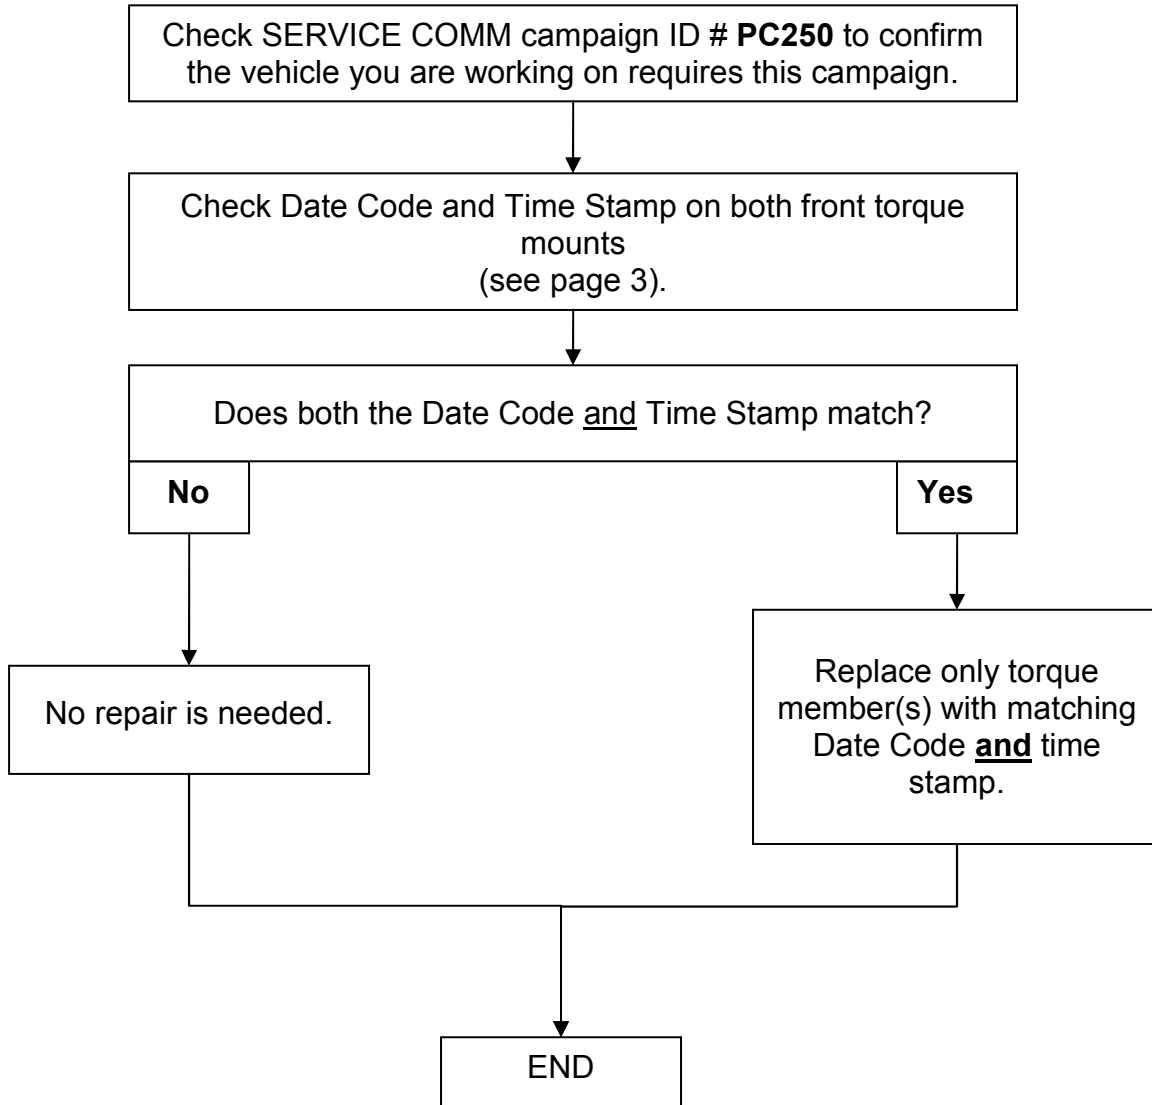 Check SERVICE COMM campaign ID # PC250 to confirm
the vehicle you are working on requires this campaign.
Check Date Code and Time Stamp on both front torque
mounts
(see page 3).
Does both the Date Code and Time Stamp match?
No
Yes
No repair is needed.
Replace only torque
member(s) with matching
Date Code and time
stamp.
END